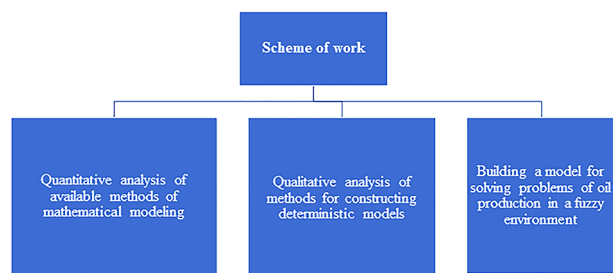 Scheme of work
Quantitative analysis of
available methods of
mathematical modeling
Qualitative analysis of
methods for constructing
deterministic models
Building a model for
solving problems of oil
production in a fuzzy
environment